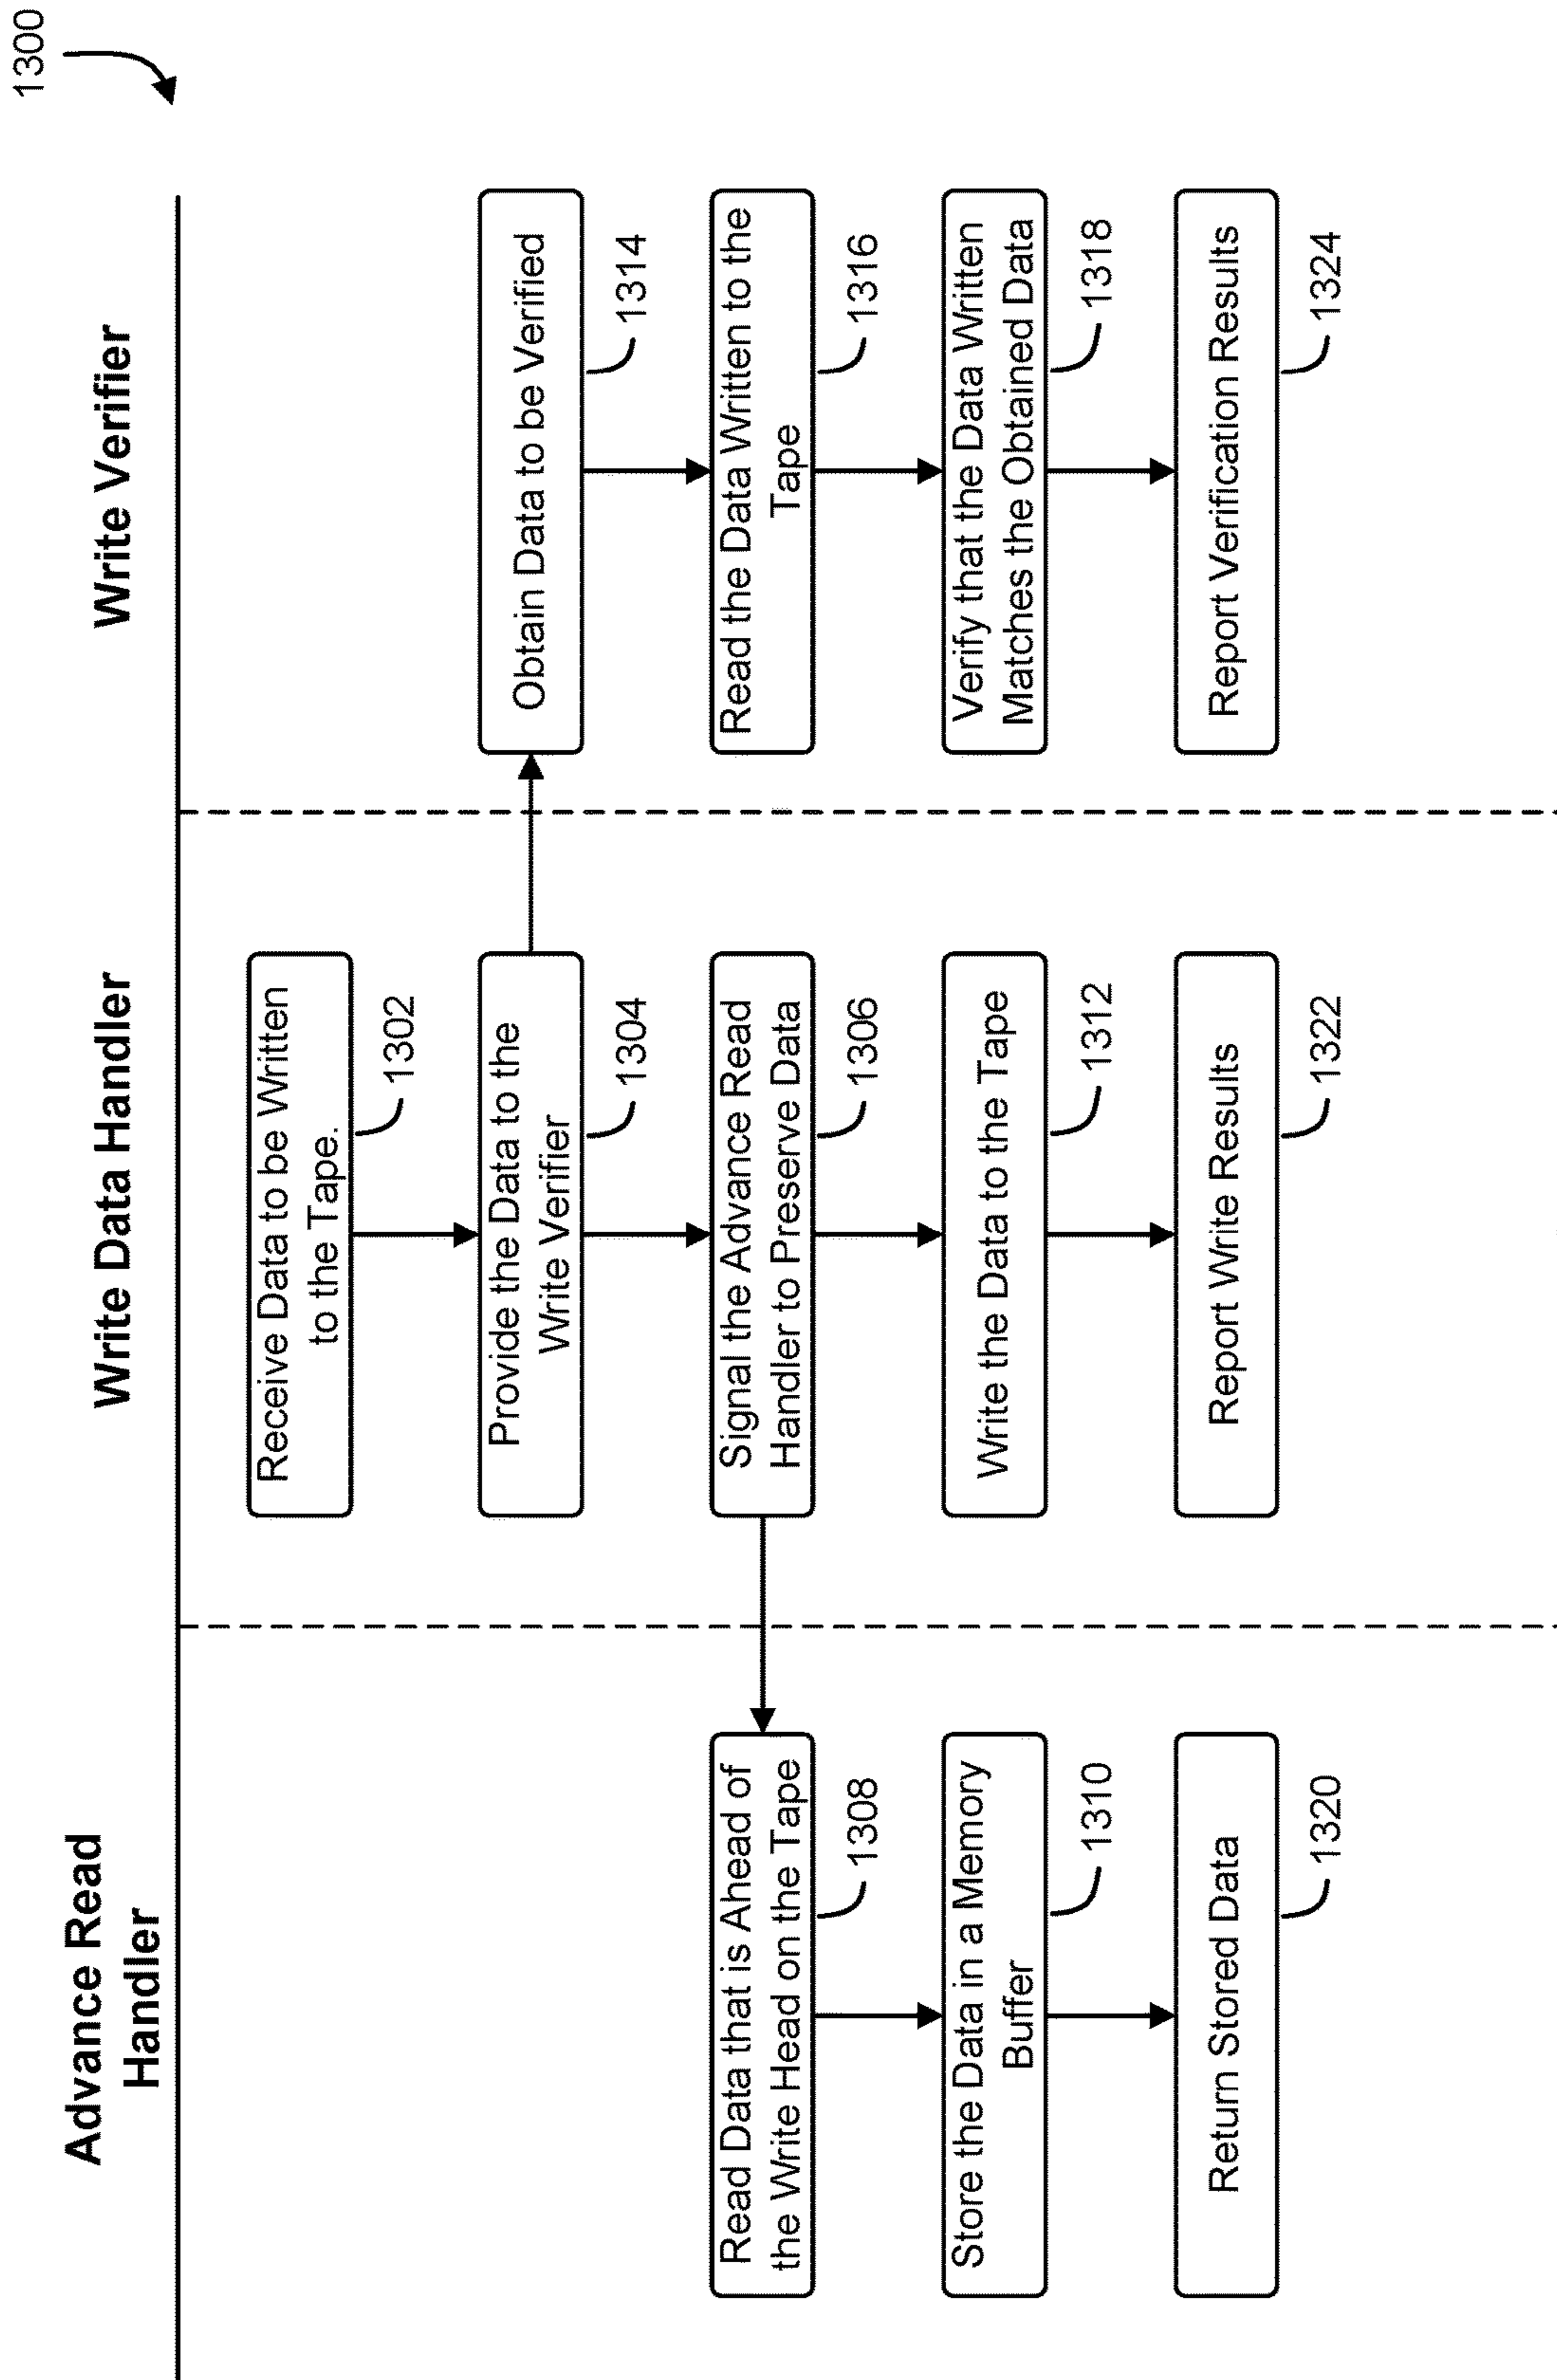 1300
Advance Read
Handler
Write Data Handler
Write Verifier
Receive Data to be Written
to the Tape.
1302
Provide the Data to the
Write Verifier
1304
Obtain Data to be Verified
1314
Read Data that is Ahead of
the Write Head on the Tape
1308
Signal the Advance Read
Handler to Preserve Data
1306
Read the Data Written to the
Tape
1316
Store the Data in a Memory
Buffer
1310
Write the Data to the Tape
1312
Verify that the Data Written
Matches the Obtained Data
1318
Return Stored Data
1320
Report Write Results
1322
Report Verification Results
1324